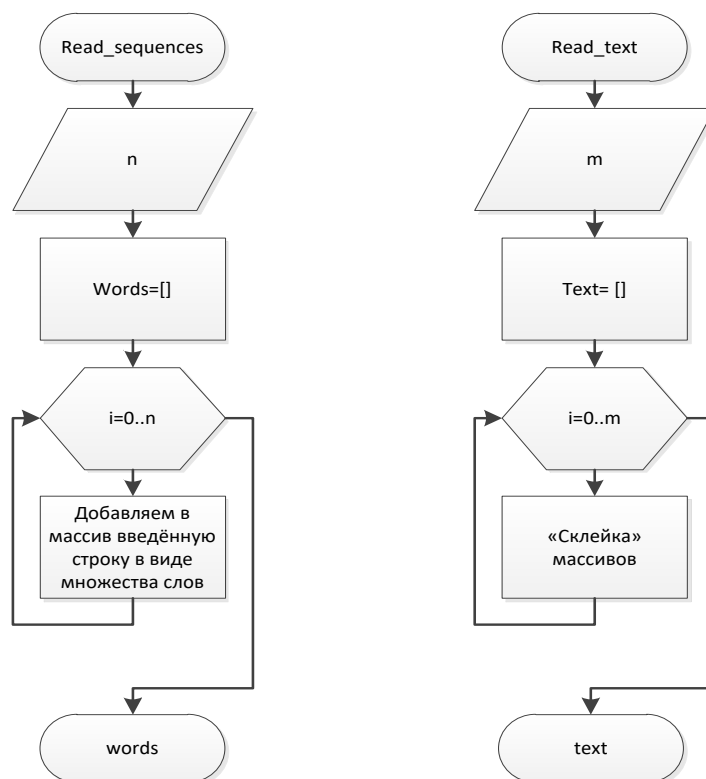 Read_sequences
n
Words=[]
i=0..n
Добавляем в
массив введённую
строку в виде
множества слов
words
Read_text
m
Text= []
i=0..m
«Склейка»
массивов
text